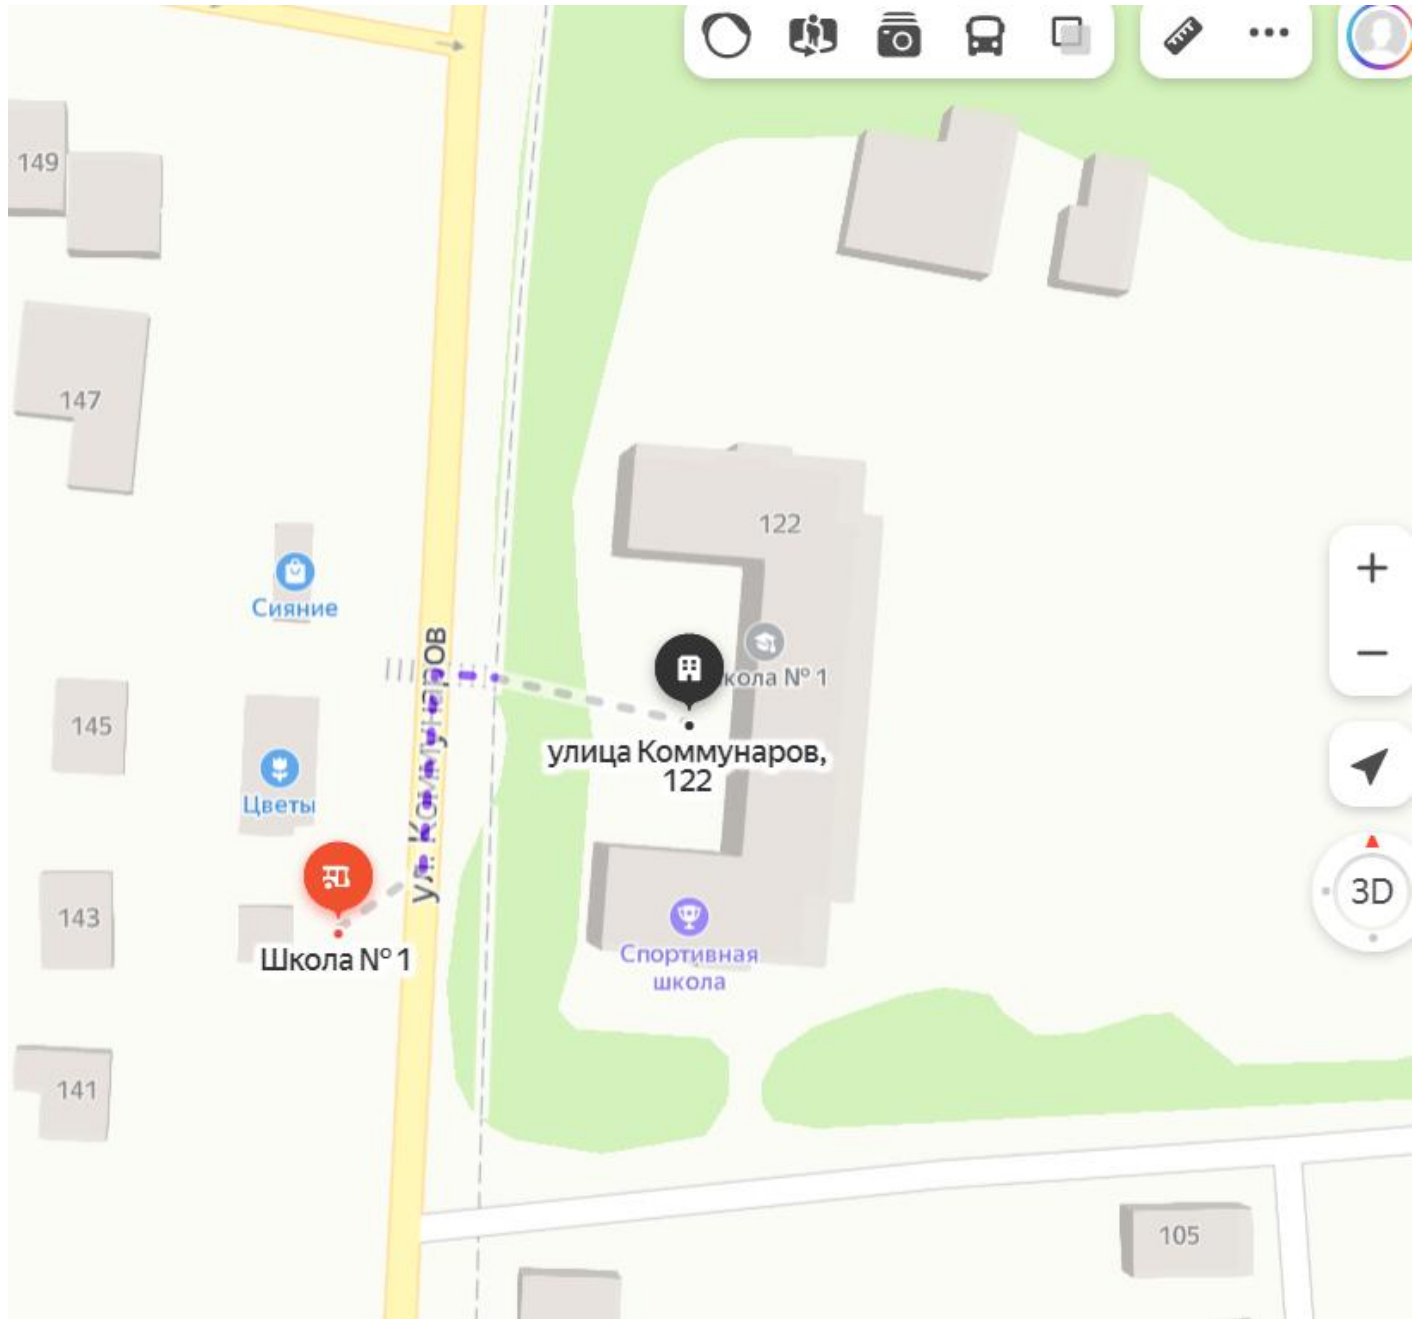 149
147
122
Сияние
ул. Коммунаров
кола № 1
145
улица Коммунаров,
122
Цветы
143
Школа № 1
Спортивная
школа
3D
141
105